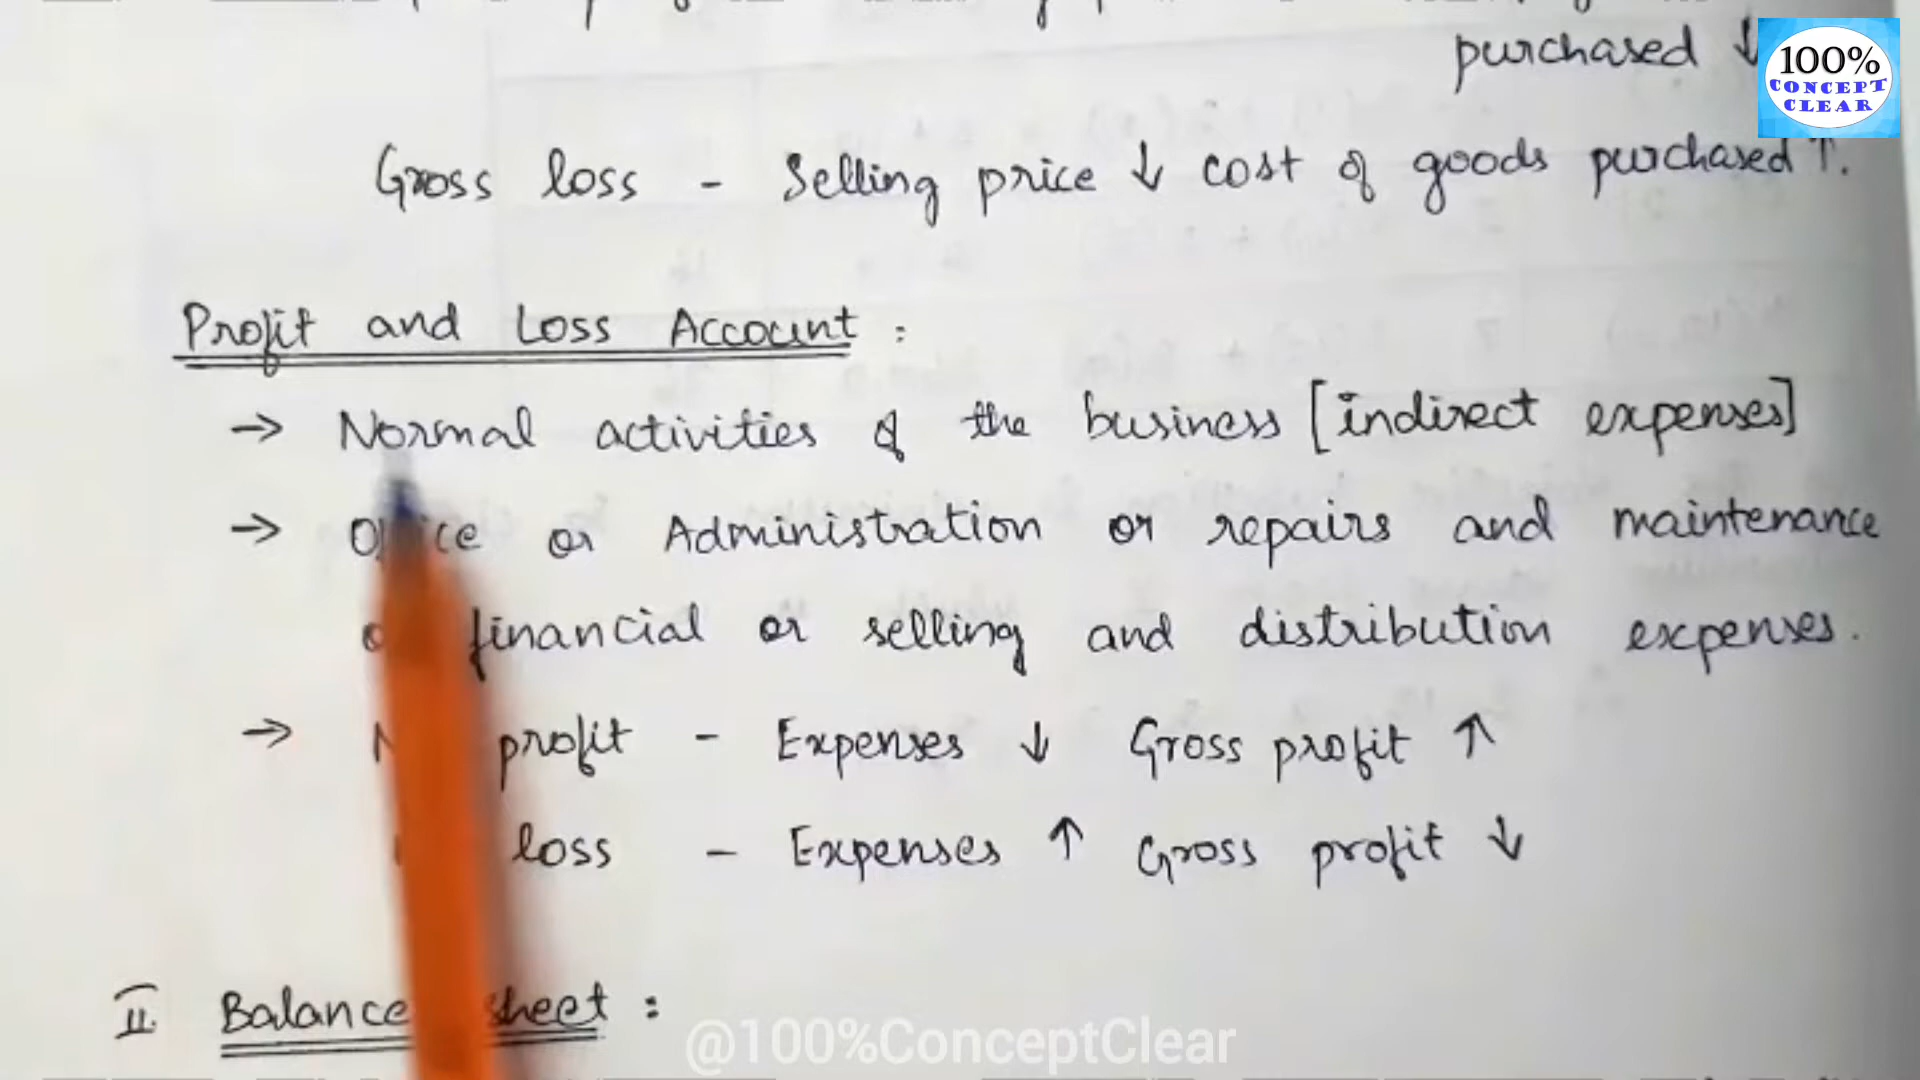 purchased ↓
100%
CONCEPT
CLEAR
Gross loss - Selling price ↓ cost of goods purchased ↑.
Profit and Loss Account :
→ Normal activities of the business [indirect expenses]
→ or Administration or repairs and maintenance
financial or selling and distribution expenses.
→ profit - Expenses ↓ Gross profit ↑
loss - Expenses ↑ Gross profit ↓
II. Balance sheet :
@100%ConceptClear